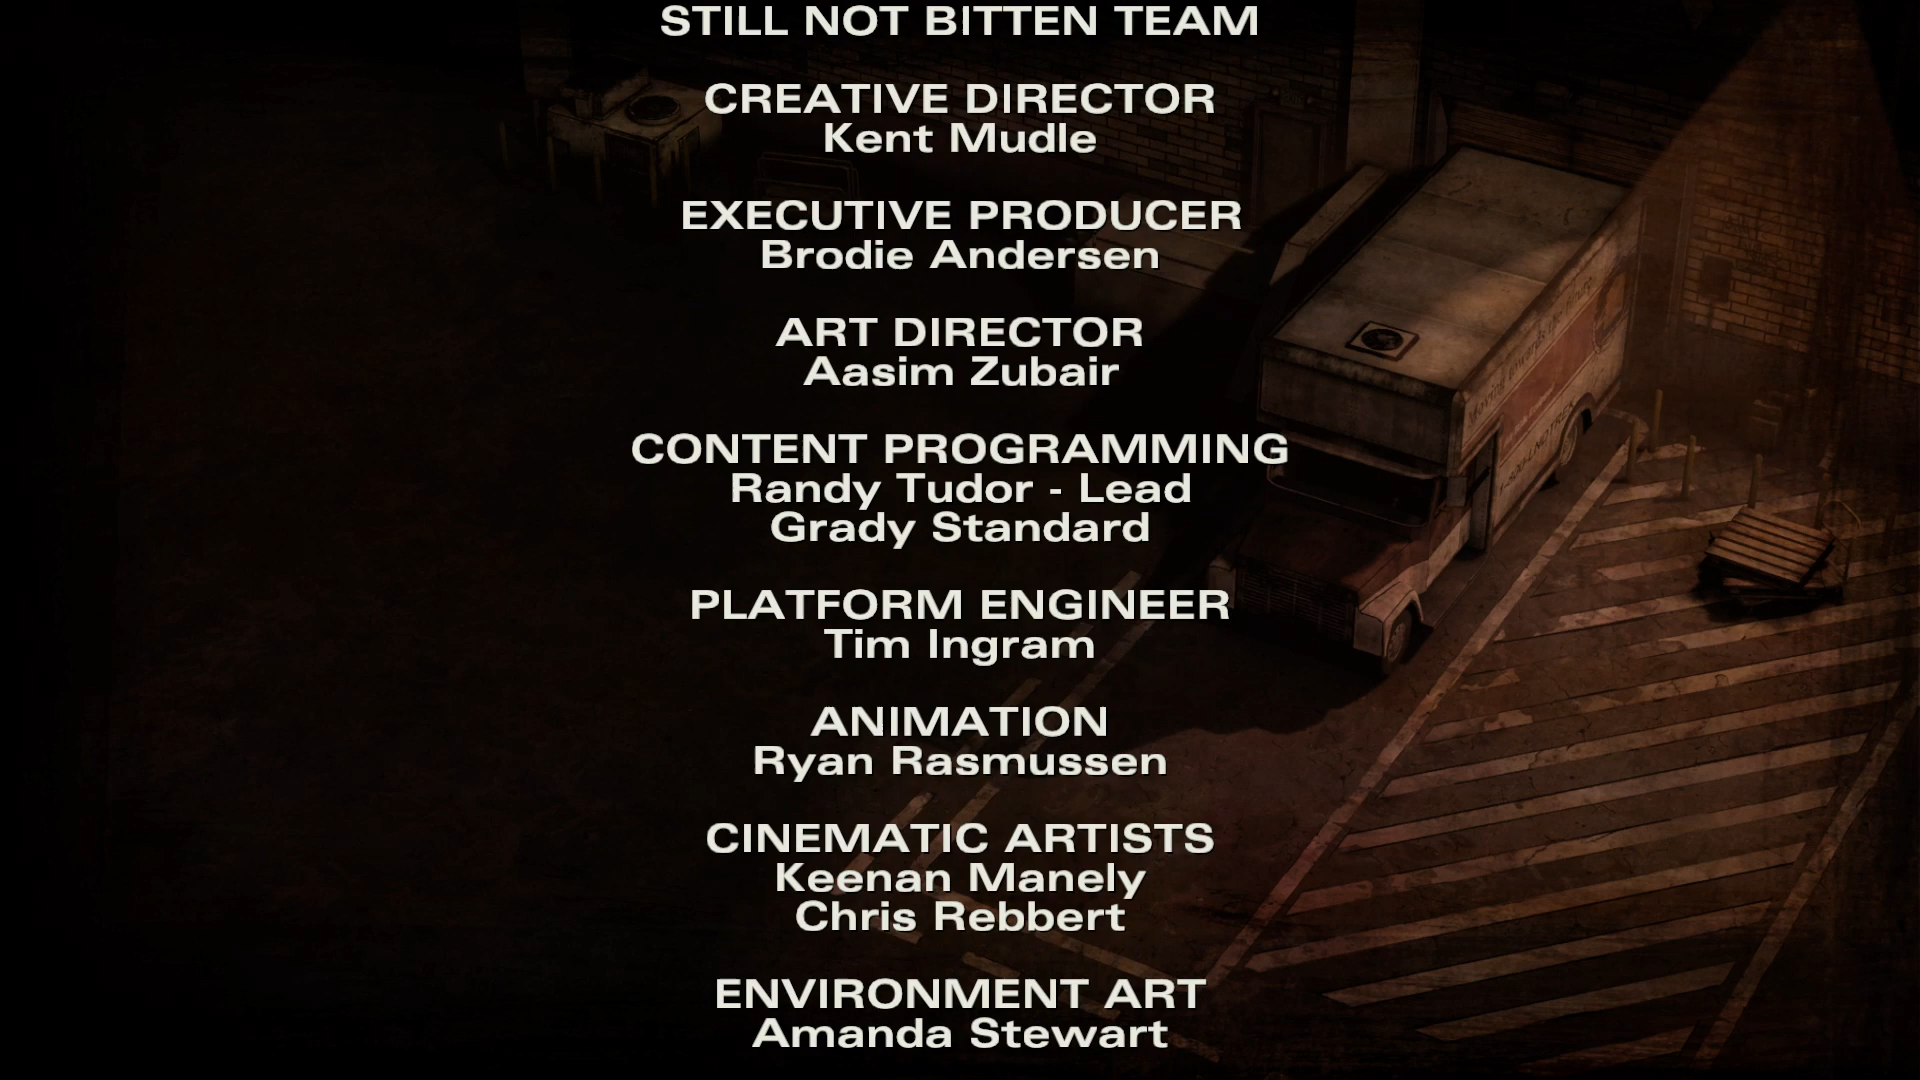 STILL NOT BITTEN TEAM
CREATIVE DIRECTOR
Kent Mudle
EXECUTIVE PRODUCER
Brodie Andersen
ART DIRECTOR
Aasim Zubair
CONTENT PROGRAMMING
Randy Tudor - Lead
Grady Standard
PLATFORM ENGINEER
Tim Ingram
ANIMATION
Ryan Rasmussen
CINEMATIC ARTISTS
Keenan Manely
Chris Rebbert
ENVIRONMENT ART
Amanda Stewart